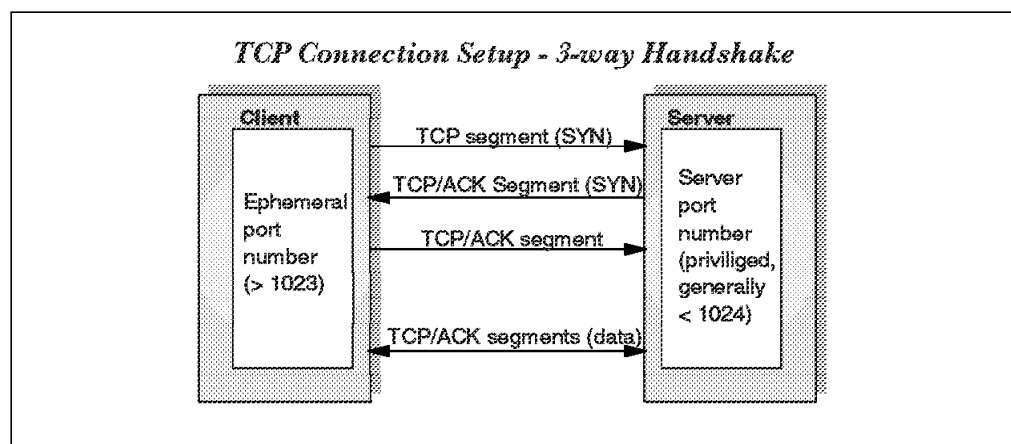 TCP Connection Setup - 3-way Handshake
Client
Server
TCP segment (SYN)
TCP/ACK Segment (SYN)
TCP/ACK segment
TCP/ACK segments (data)
Ephemeral
port
number
(> 1023)
Server
port
number
(priviliged,
generally
< 1024)